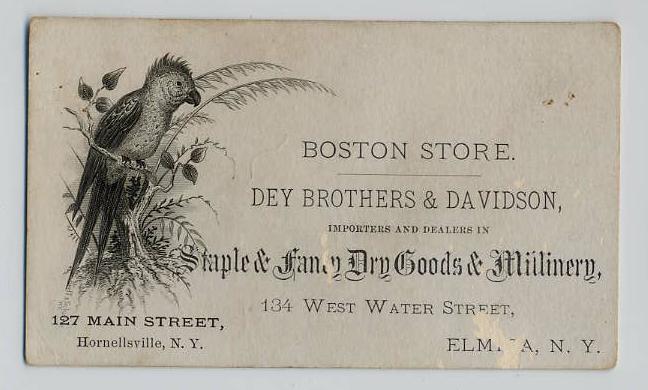 BOSTON STORE.
DEY BROTHERS & DAVIDSON,
IMPORTERS AND DEALERS IN
Staple & Fancy Dry Goods & Millinery,
134 WEST WATER STREET,
ELMIRA, N. Y.
127 MAIN STREET,
Hornellsville, N. Y.